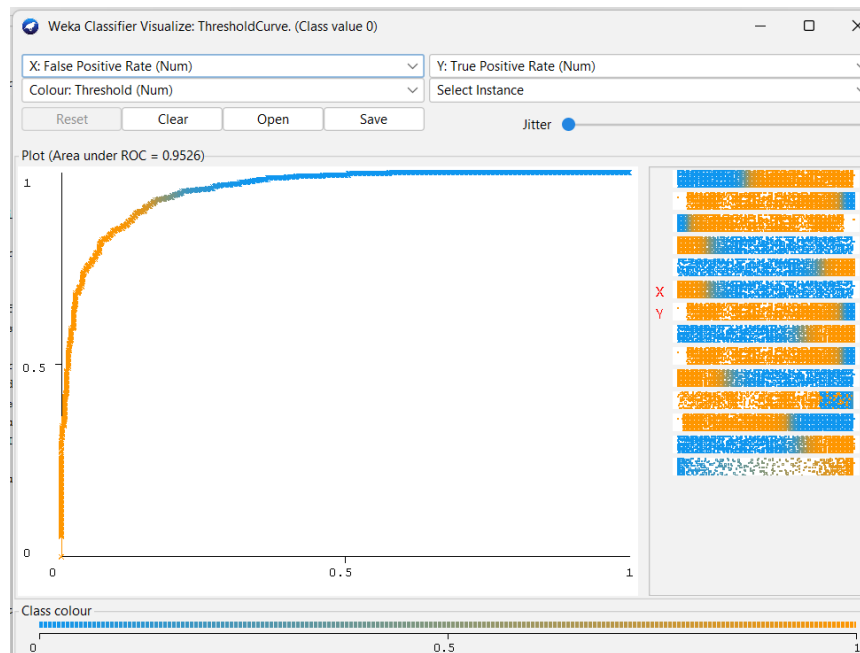 Weka Classifier Visualize: ThresholdCurve. (Class value 0)
X: False Positive Rate (Num)
Y: True Positive Rate (Num)
Colour: Threshold (Num)
Select Instance
Reset
Clear
Open
Save
Jitter
Plot (Area under ROC = 0.9526)
1
0.5
0
0
0.5
1
X
Y
Class colour
0
0.5
1